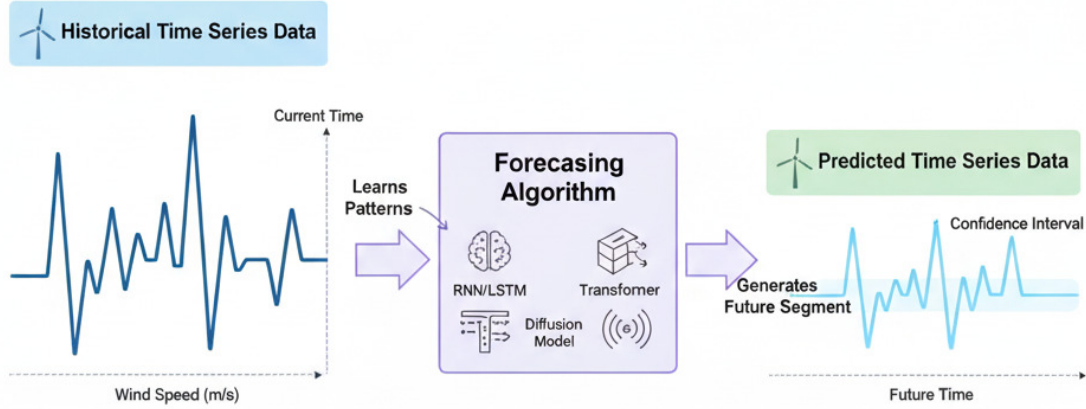 Historical Time Series Data
Current Time
Wind Speed (m/s)
Learns
Patterns
Forecasing
Algorithm
RNN/LSTM
Transfomer
Diffusion
Model
6
Predicted Time Series Data
Confidence Interval
Generates
Future Segment
Future Time